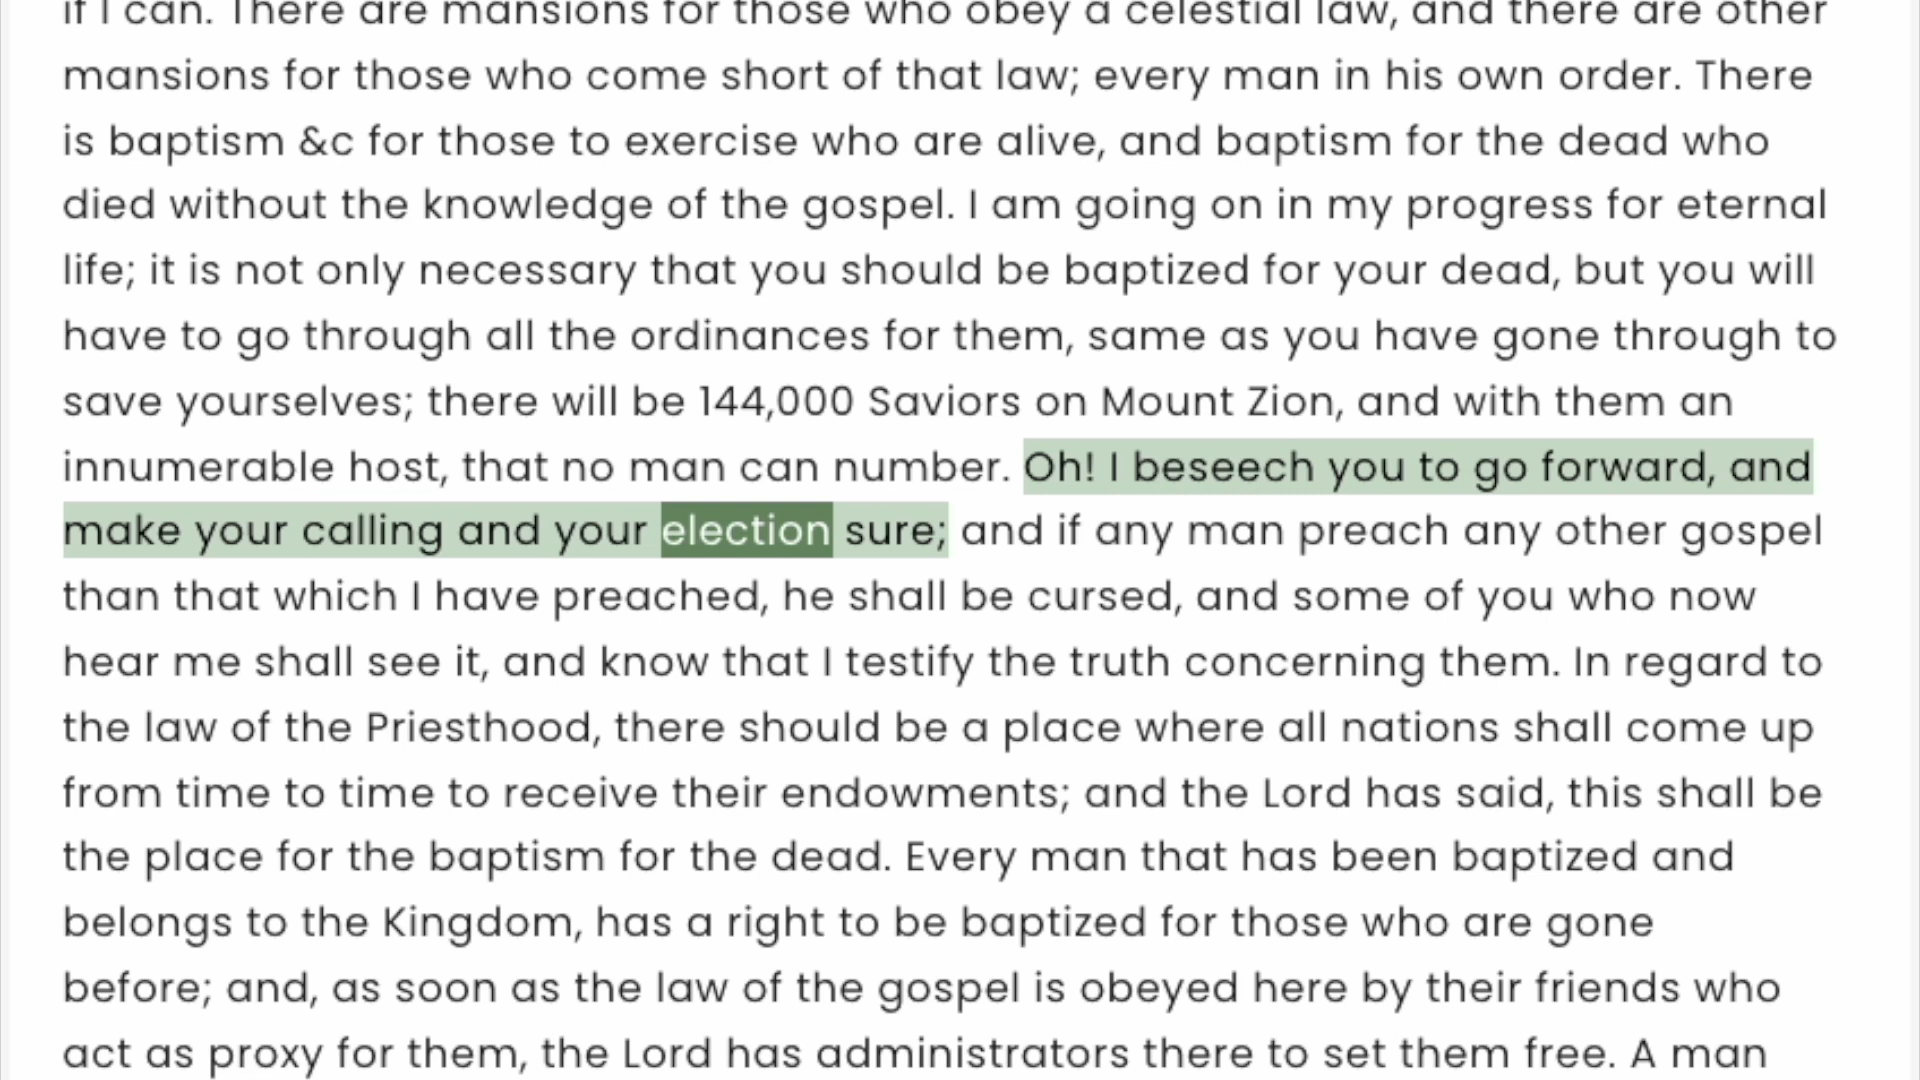 if I can. There are mansions for those who obey a celestial law, and there are other
mansions for those who come short of that law; every man in his own order. There
is baptism &c for those to exercise who are alive, and baptism for the dead who
died without the knowledge of the gospel. I am going on in my progress for eternal
life; it is not only necessary that you should be baptized for your dead, but you will
have to go through all the ordinances for them, same as you have gone through to
save yourselves; there will be 144,000 Saviors on Mount Zion, and with them an
innumerable host, that no man can number. Oh! I beseech you to go forward, and
make your calling and your election sure; and if any man preach any other gospel
than that which I have preached, he shall be cursed, and some of you who now
hear me shall see it, and know that I testify the truth concerning them. In regard to
the law of the Priesthood, there should be a place where all nations shall come up
from time to time to receive their endowments; and the Lord has said, this shall be
the place for the baptism for the dead. Every man that has been baptized and
belongs to the Kingdom, has a right to be baptized for those who are gone
before; and, as soon as the law of the gospel is obeyed here by their friends who
act as proxy for them, the Lord has administrators there to set them free. A man